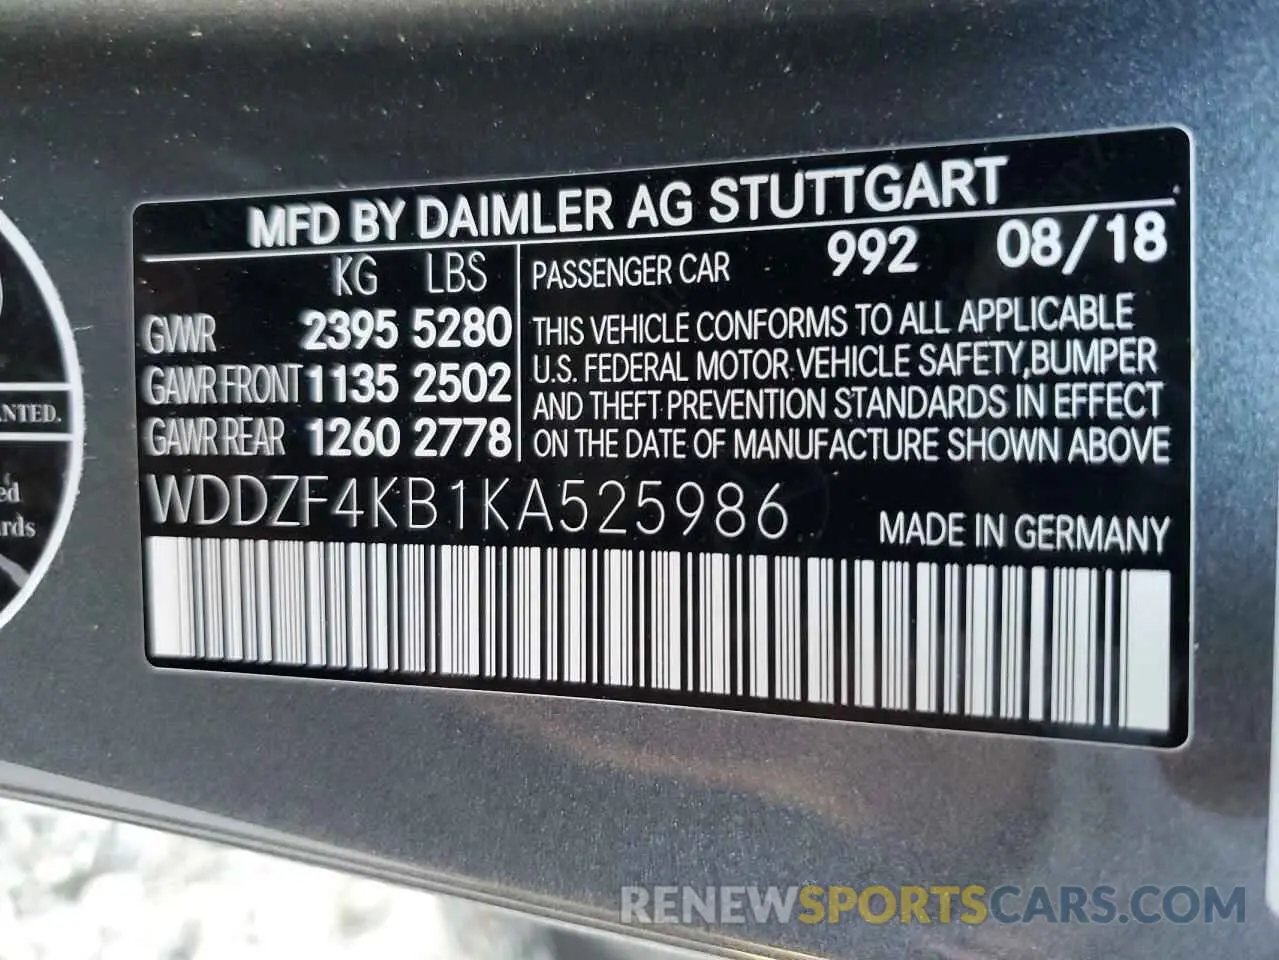 MFD BY DAIMLER AG STUTTGART
KG LBS
PASSENGER CAR 992 08/18
GVWR 2395 5280
GAWR FRONT 1135 2502
GAWR REAR 1260 2778
THIS VEHICLE CONFORMS TO ALL APPLICABLE
U.S. FEDERAL MOTOR VEHICLE SAFETY,BUMPER
AND THEFT PREVENTION STANDARDS IN EFFECT
ON THE DATE OF MANUFACTURE SHOWN ABOVE
WDDZF4KB1KA525986
MADE IN GERMANY
RENEWSPORTSCARS.COM